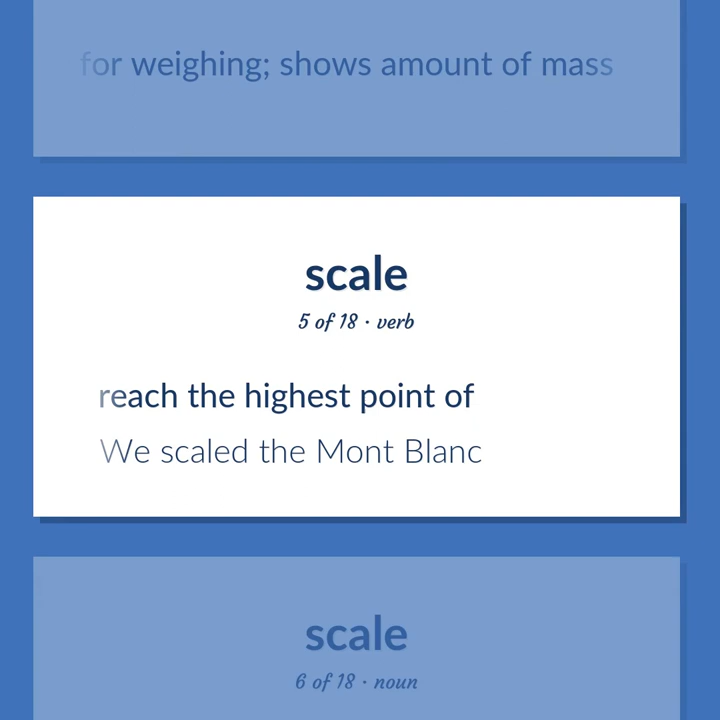 for weighing; shows amount of mass
scale
5 of 18 · verb
reach the highest point of
We scaled the Mont Blanc
scale
6 of 18 · noun